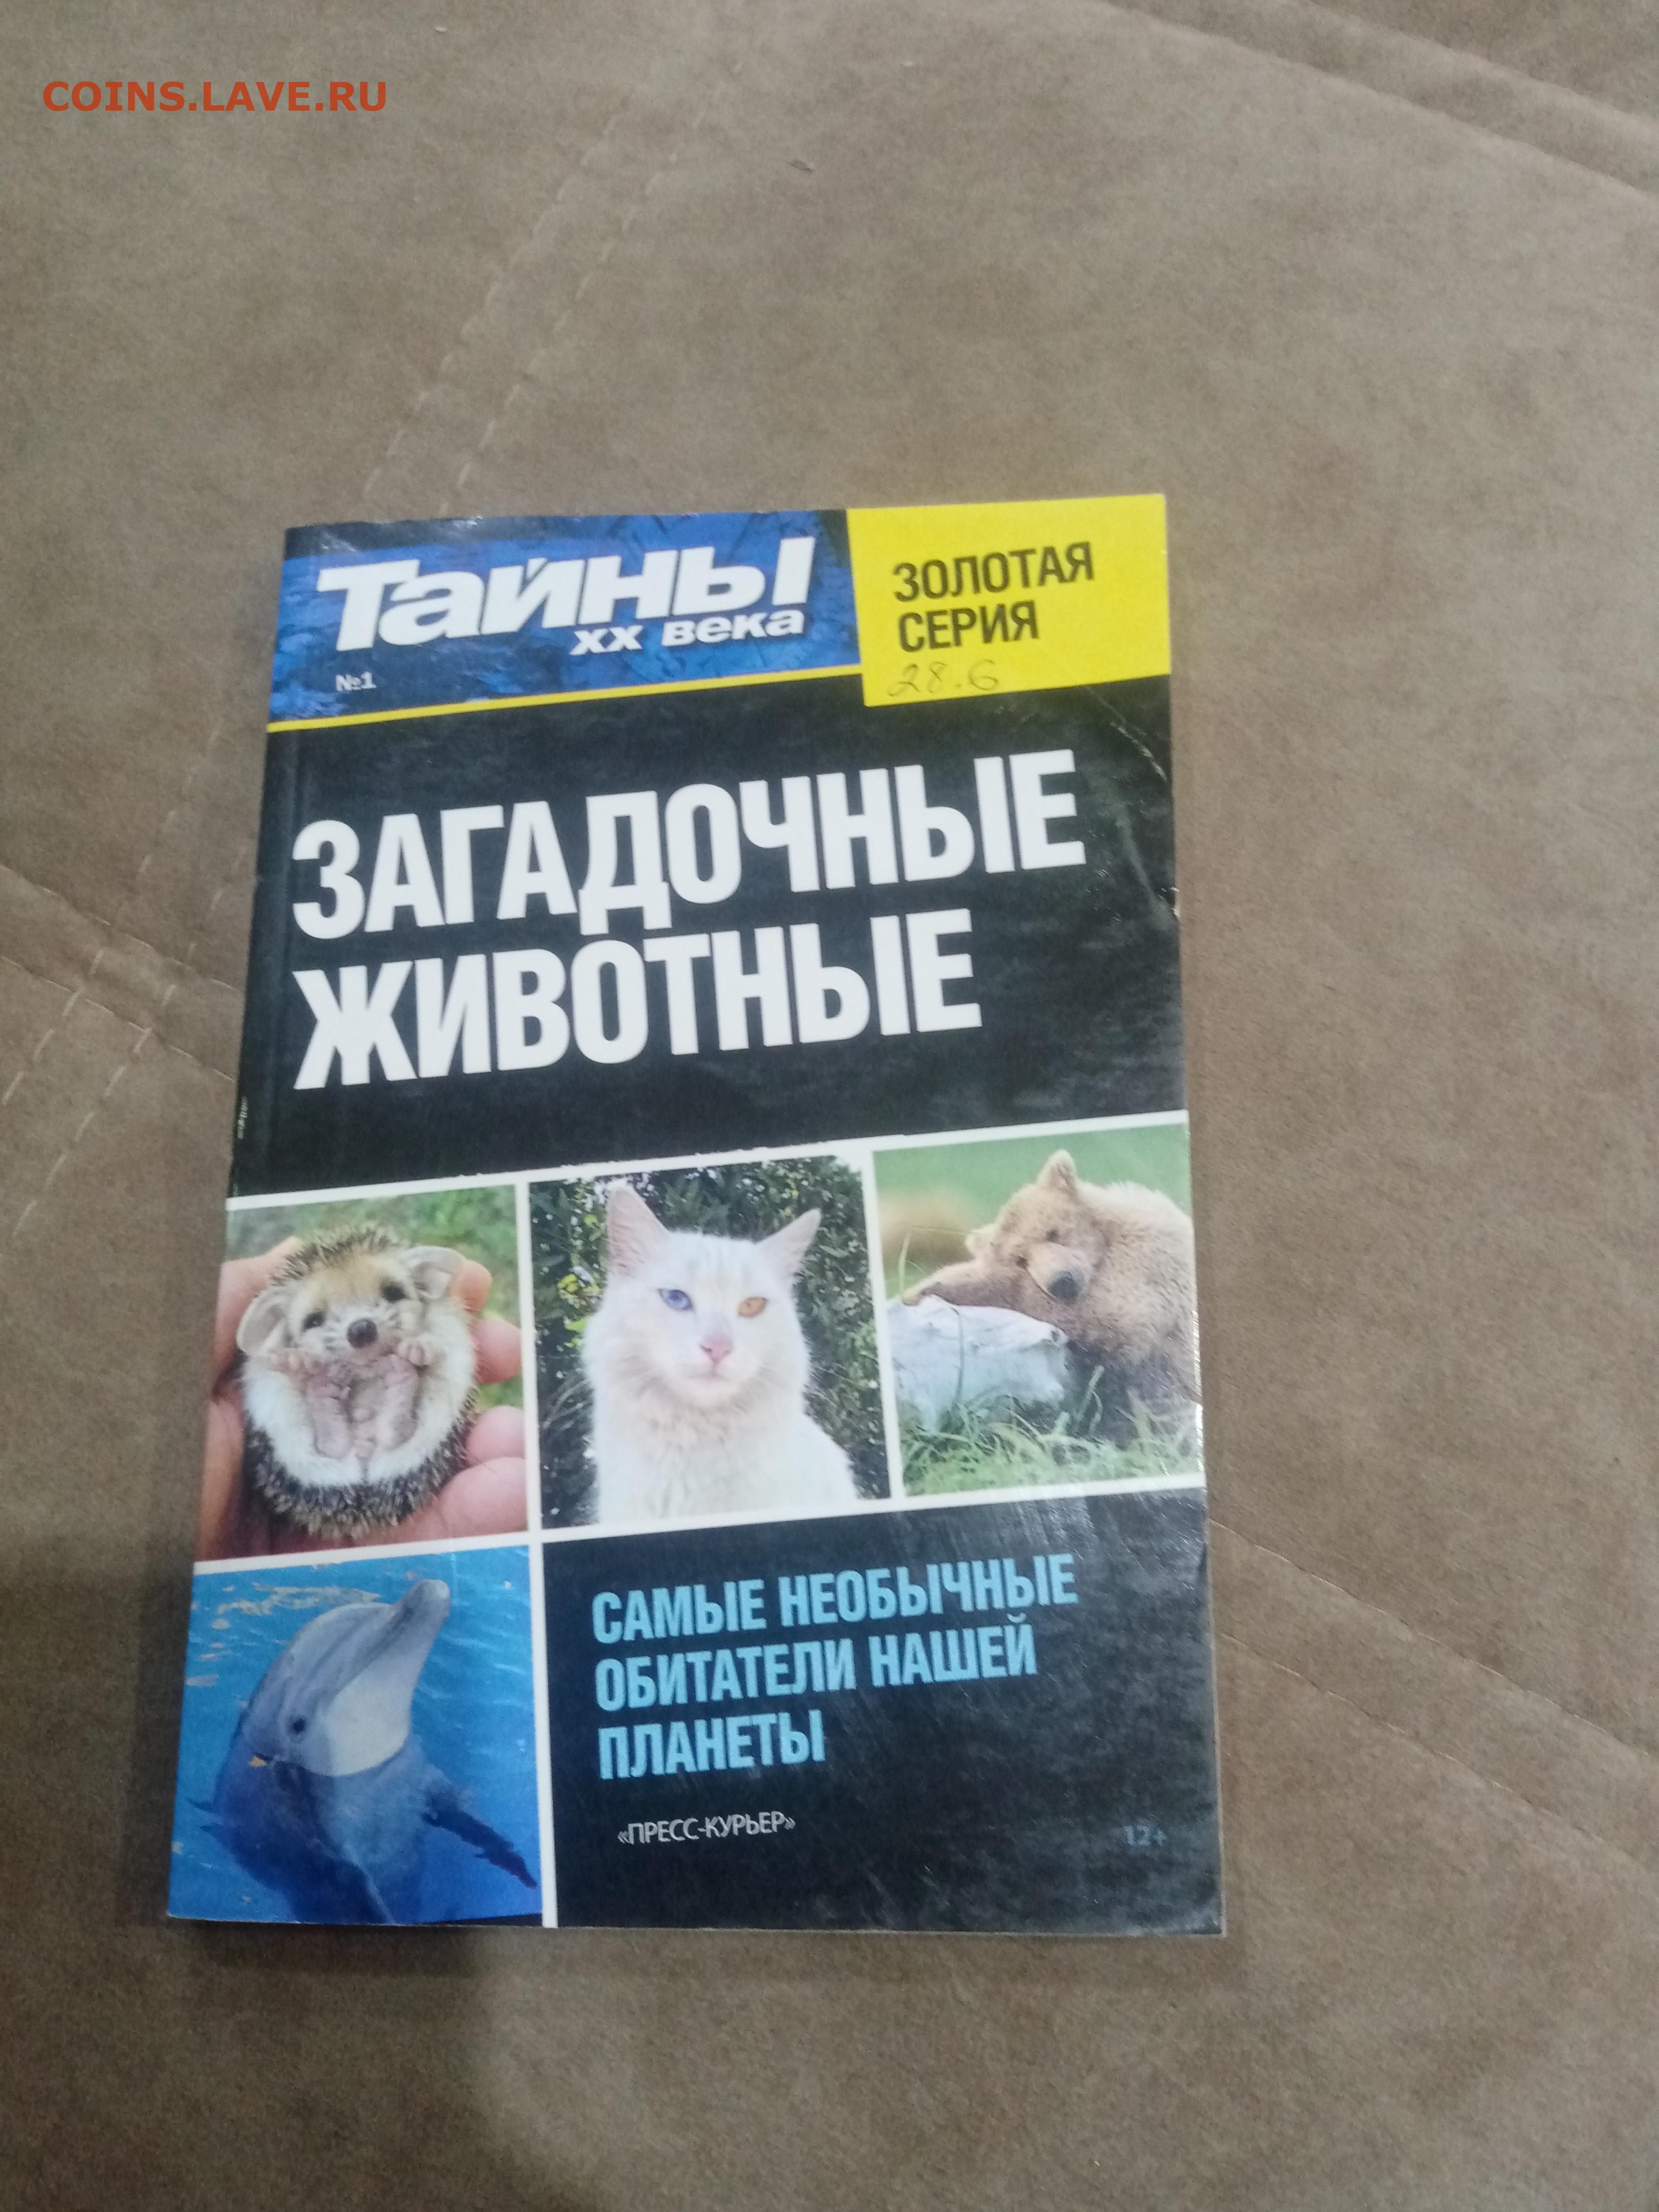 COINS.LAVE.RU
Тайны
XX века
№1
ЗОЛОТАЯ
СЕРИЯ
28.6
ЗАГАДОЧНЫЕ
ЖИВОТНЫЕ
САМЫЕ НЕОБЫЧНЫЕ
ОБИТАТЕЛИ НАШЕЙ
ПЛАНЕТЫ
«ПРЕСС-КУРЬЕР»
12+